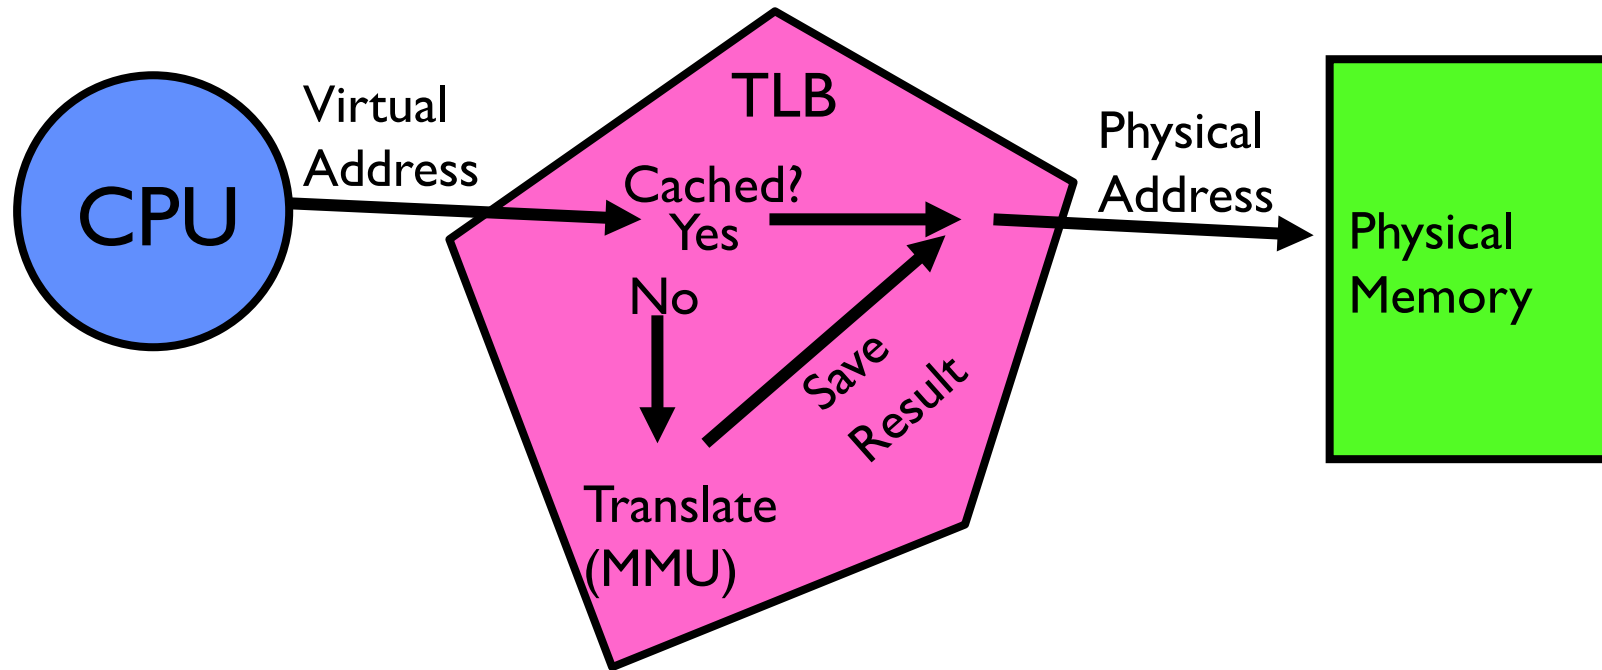 CPU
Virtual
Address
TLB
Cached?
Yes
No
Save
Result
Translate
(MMU)
Physical
Address
Physical
Memory